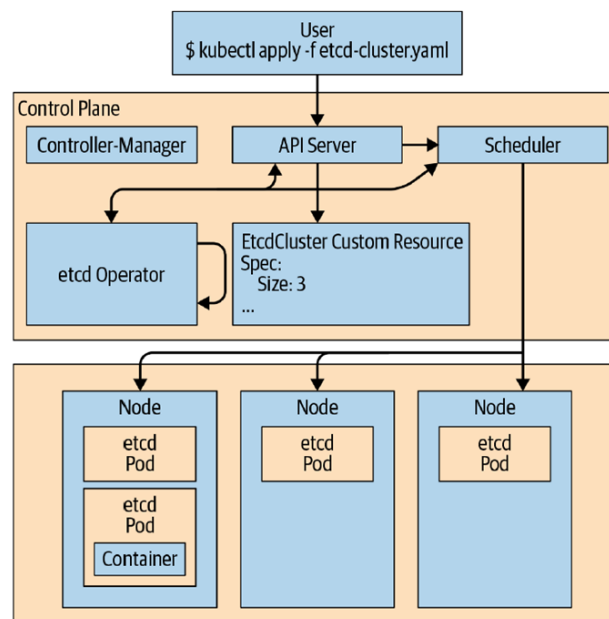 User
$ kubectl apply -f etcd-cluster.yaml
Control Plane
Controller-Manager
API Server
Scheduler
etcd Operator
EtcdCluster Custom Resource
Spec:
Size: 3
...
Node
etcd
Pod
etcd
Pod
Container
Node
etcd
Pod
Node
etcd
Pod